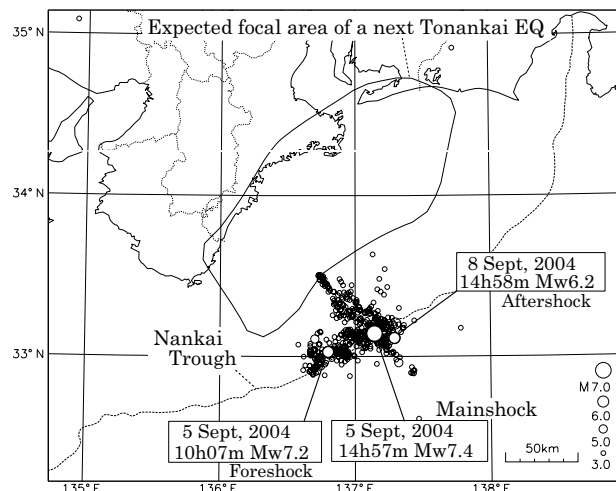 35°N
Expected focal area of a next Tonankai EQ
34°N
8 Sept, 2004
14h58m Mw6.2
Aftershock
Nankai
Trough
33°N
M7.0
6.0
5.0
3.0
Mainshock
5 Sept, 2004
10h07m Mw7.2
Foreshock
5 Sept, 2004
14h57m Mw7.4
50km
135°E
136°E
137°E
138°E